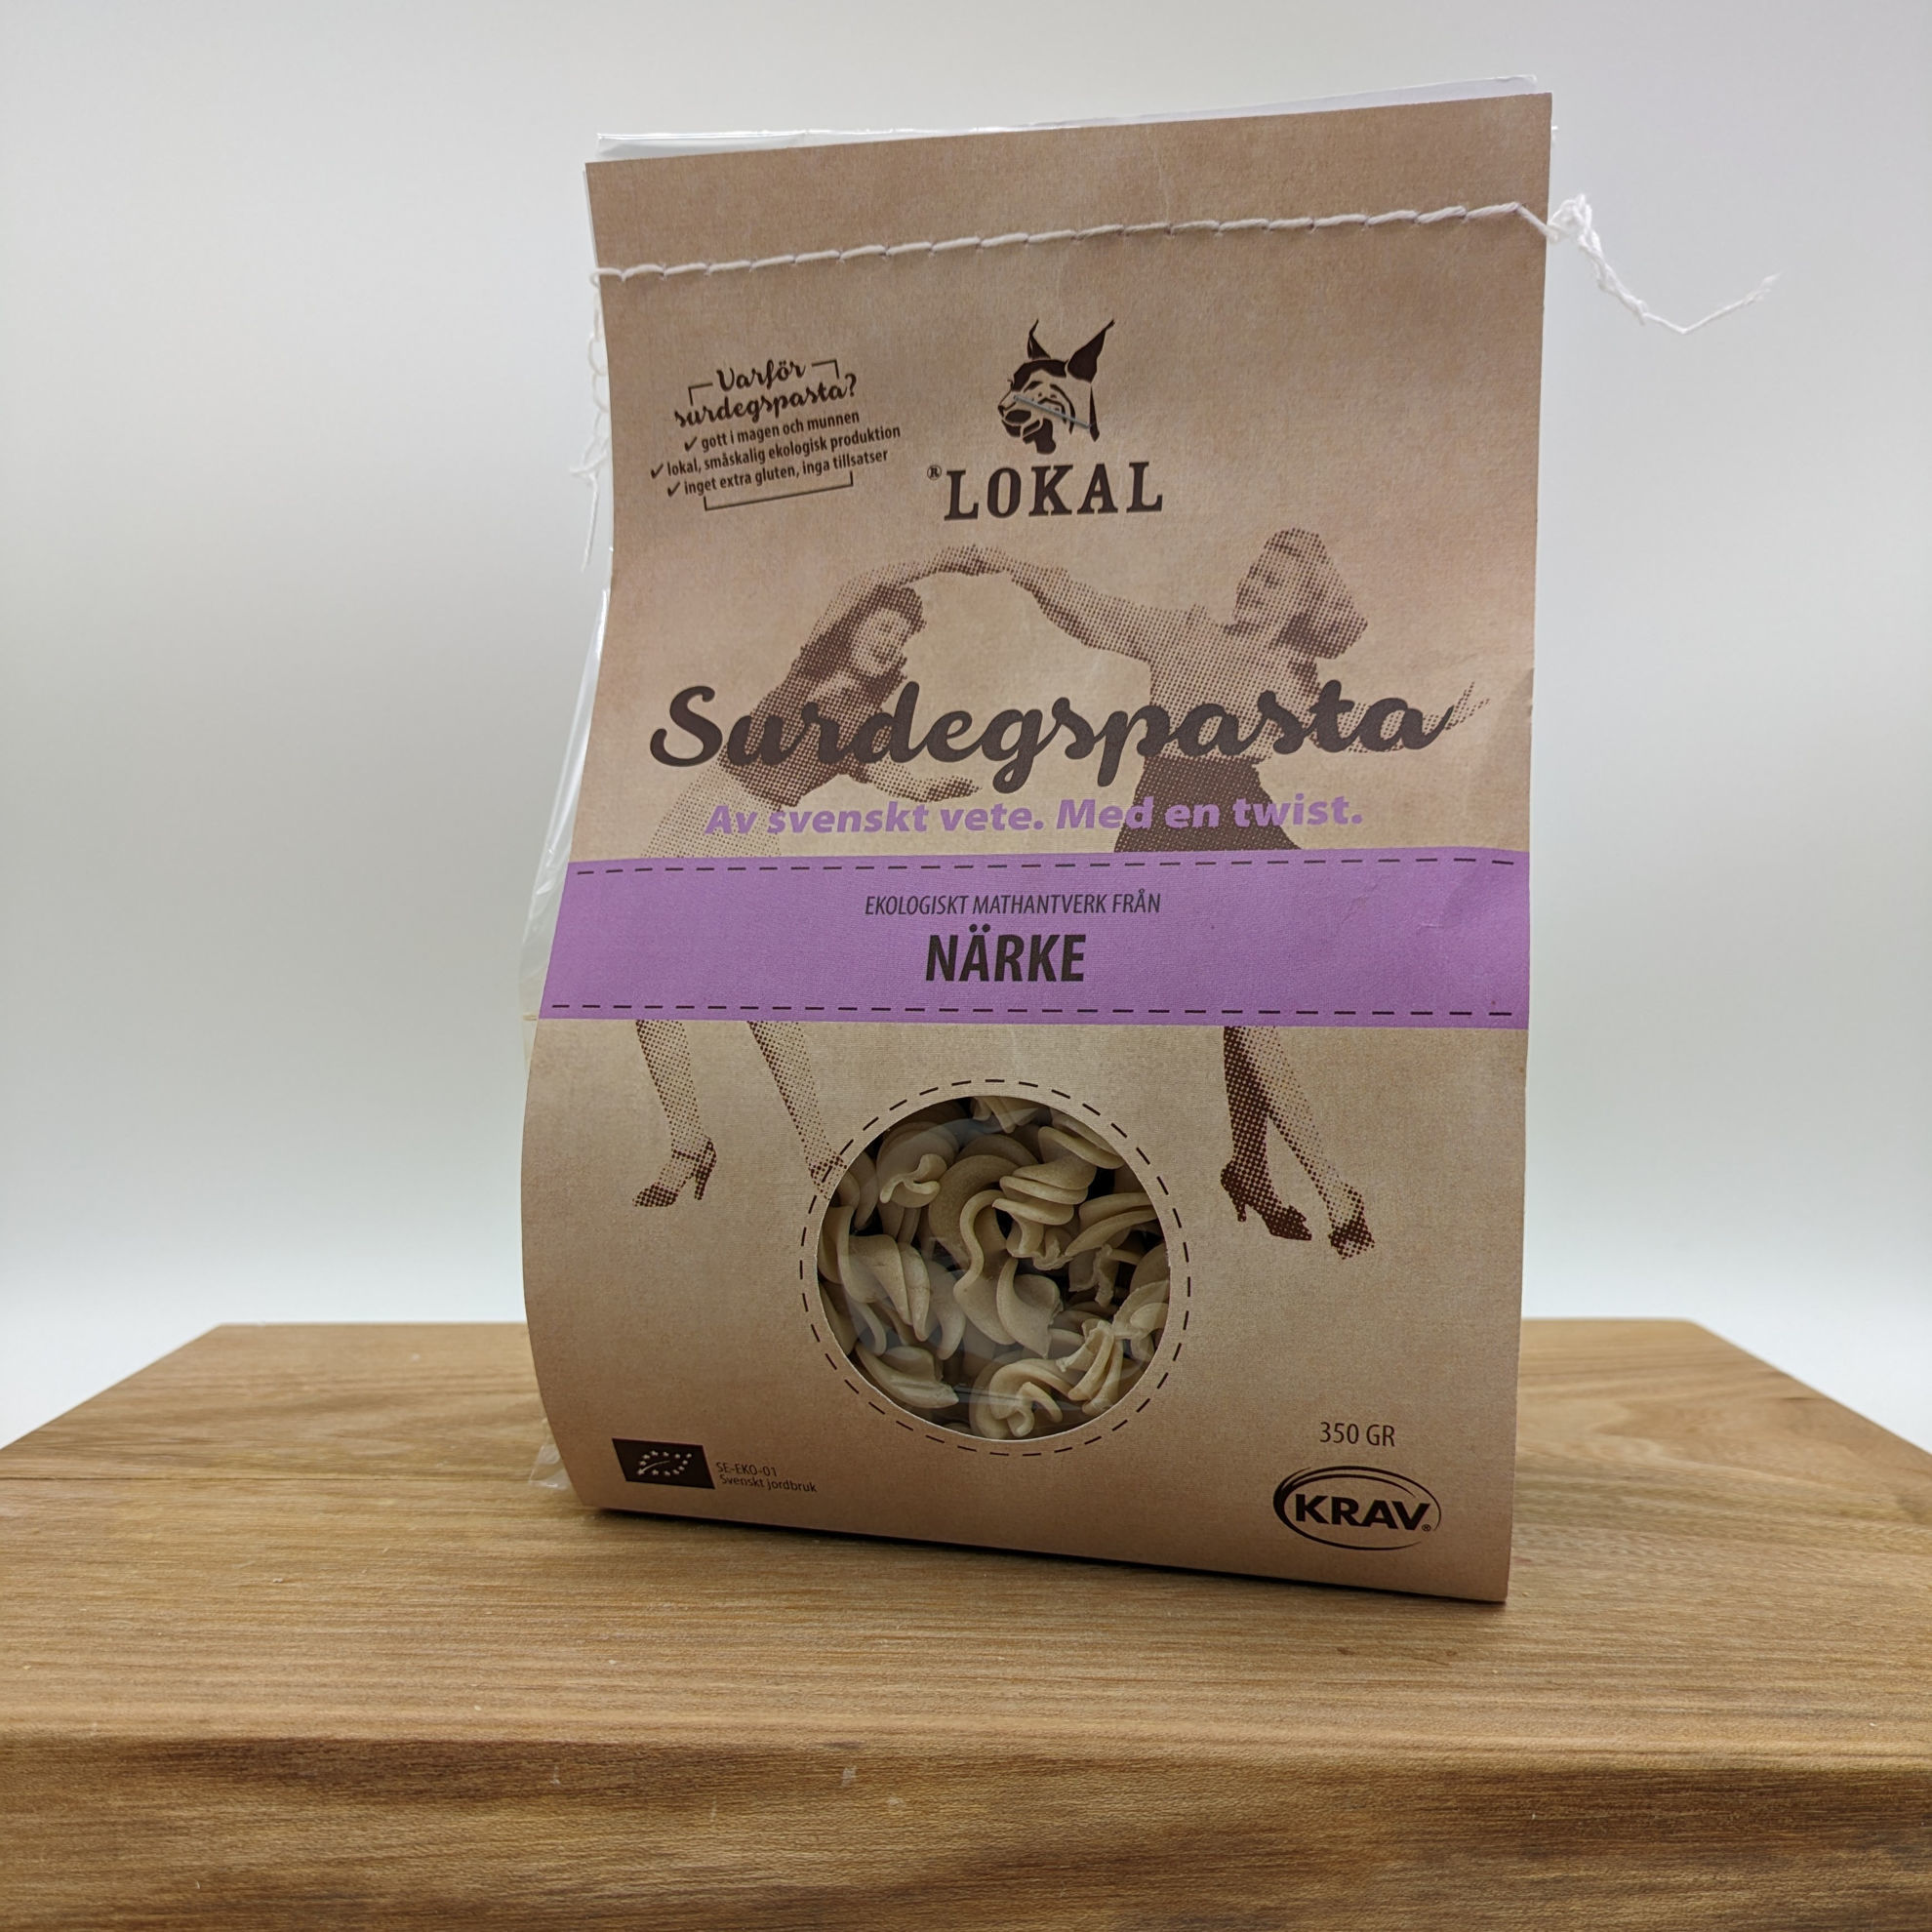 Varför
surdegspasta?
✓ gott i magen och munnen
✓ lokal, småskalig ekologisk produktion
✓ inget extra gluten, inga tillsatser
®LOKAL
Surdegspasta
Av svenskt vete. Med en twist.
EKOLOGISKT MATHANTVERK FRÅN
NÄRKE
350 GR
SE-EKO-01
Svenskt jordbruk
KRAV®